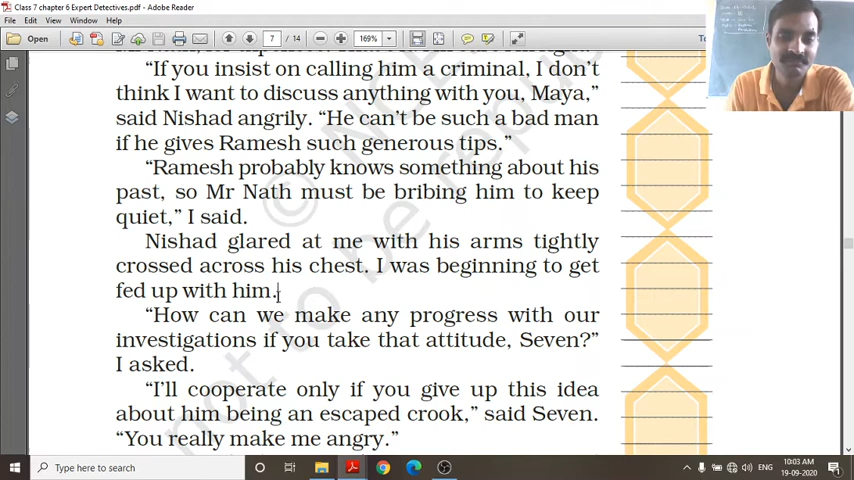 Class 7 chapter 6 Expert Detectives.pdf - Adobe Reader
File Edit View Window Help
Open 7 / 14 169%
“If you insist on calling him a criminal, I don’t
think I want to discuss anything with you, Maya,”
said Nishad angrily. “He can’t be such a bad man
if he gives Ramesh such generous tips.”
“Ramesh probably knows something about his
past, so Mr Nath must be bribing him to keep
quiet,” I said.
Nishad glared at me with his arms tightly
crossed across his chest. I was beginning to get
fed up with him.
“How can we make any progress with our
investigations if you take that attitude, Seven?”
I asked.
“I’ll cooperate only if you give up this idea
about him being an escaped crook,” said Seven.
“You really make me angry.”
not to be
Type here to search
ENG
10:03 AM
19-09-2020